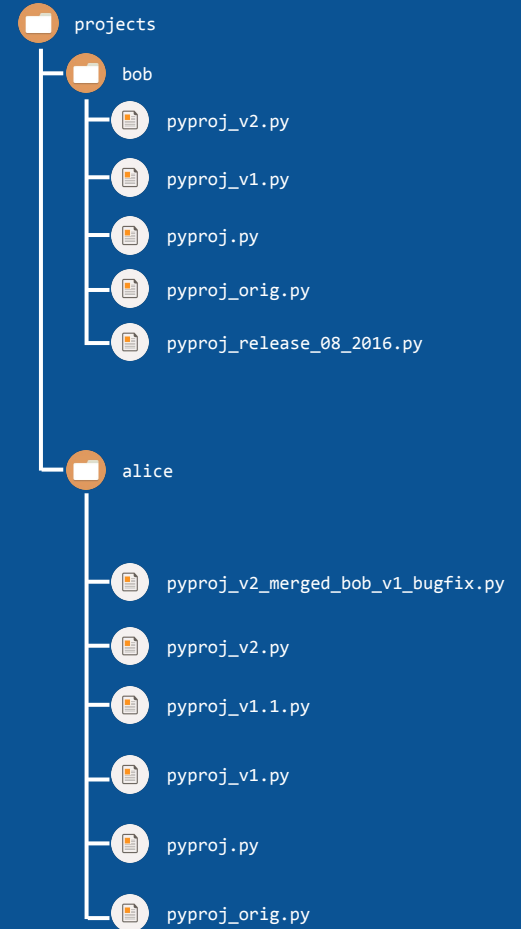 projects
bob
pyproj_v2.py
pyproj_v1.py
pyproj.py
pyproj_orig.py
pyproj_release_08_2016.py
alice
pyproj_v2_merged_bob_v1_bugfix.py
pyproj_v2.py
pyproj_v1.1.py
pyproj_v1.py
pyproj.py
pyproj_orig.py